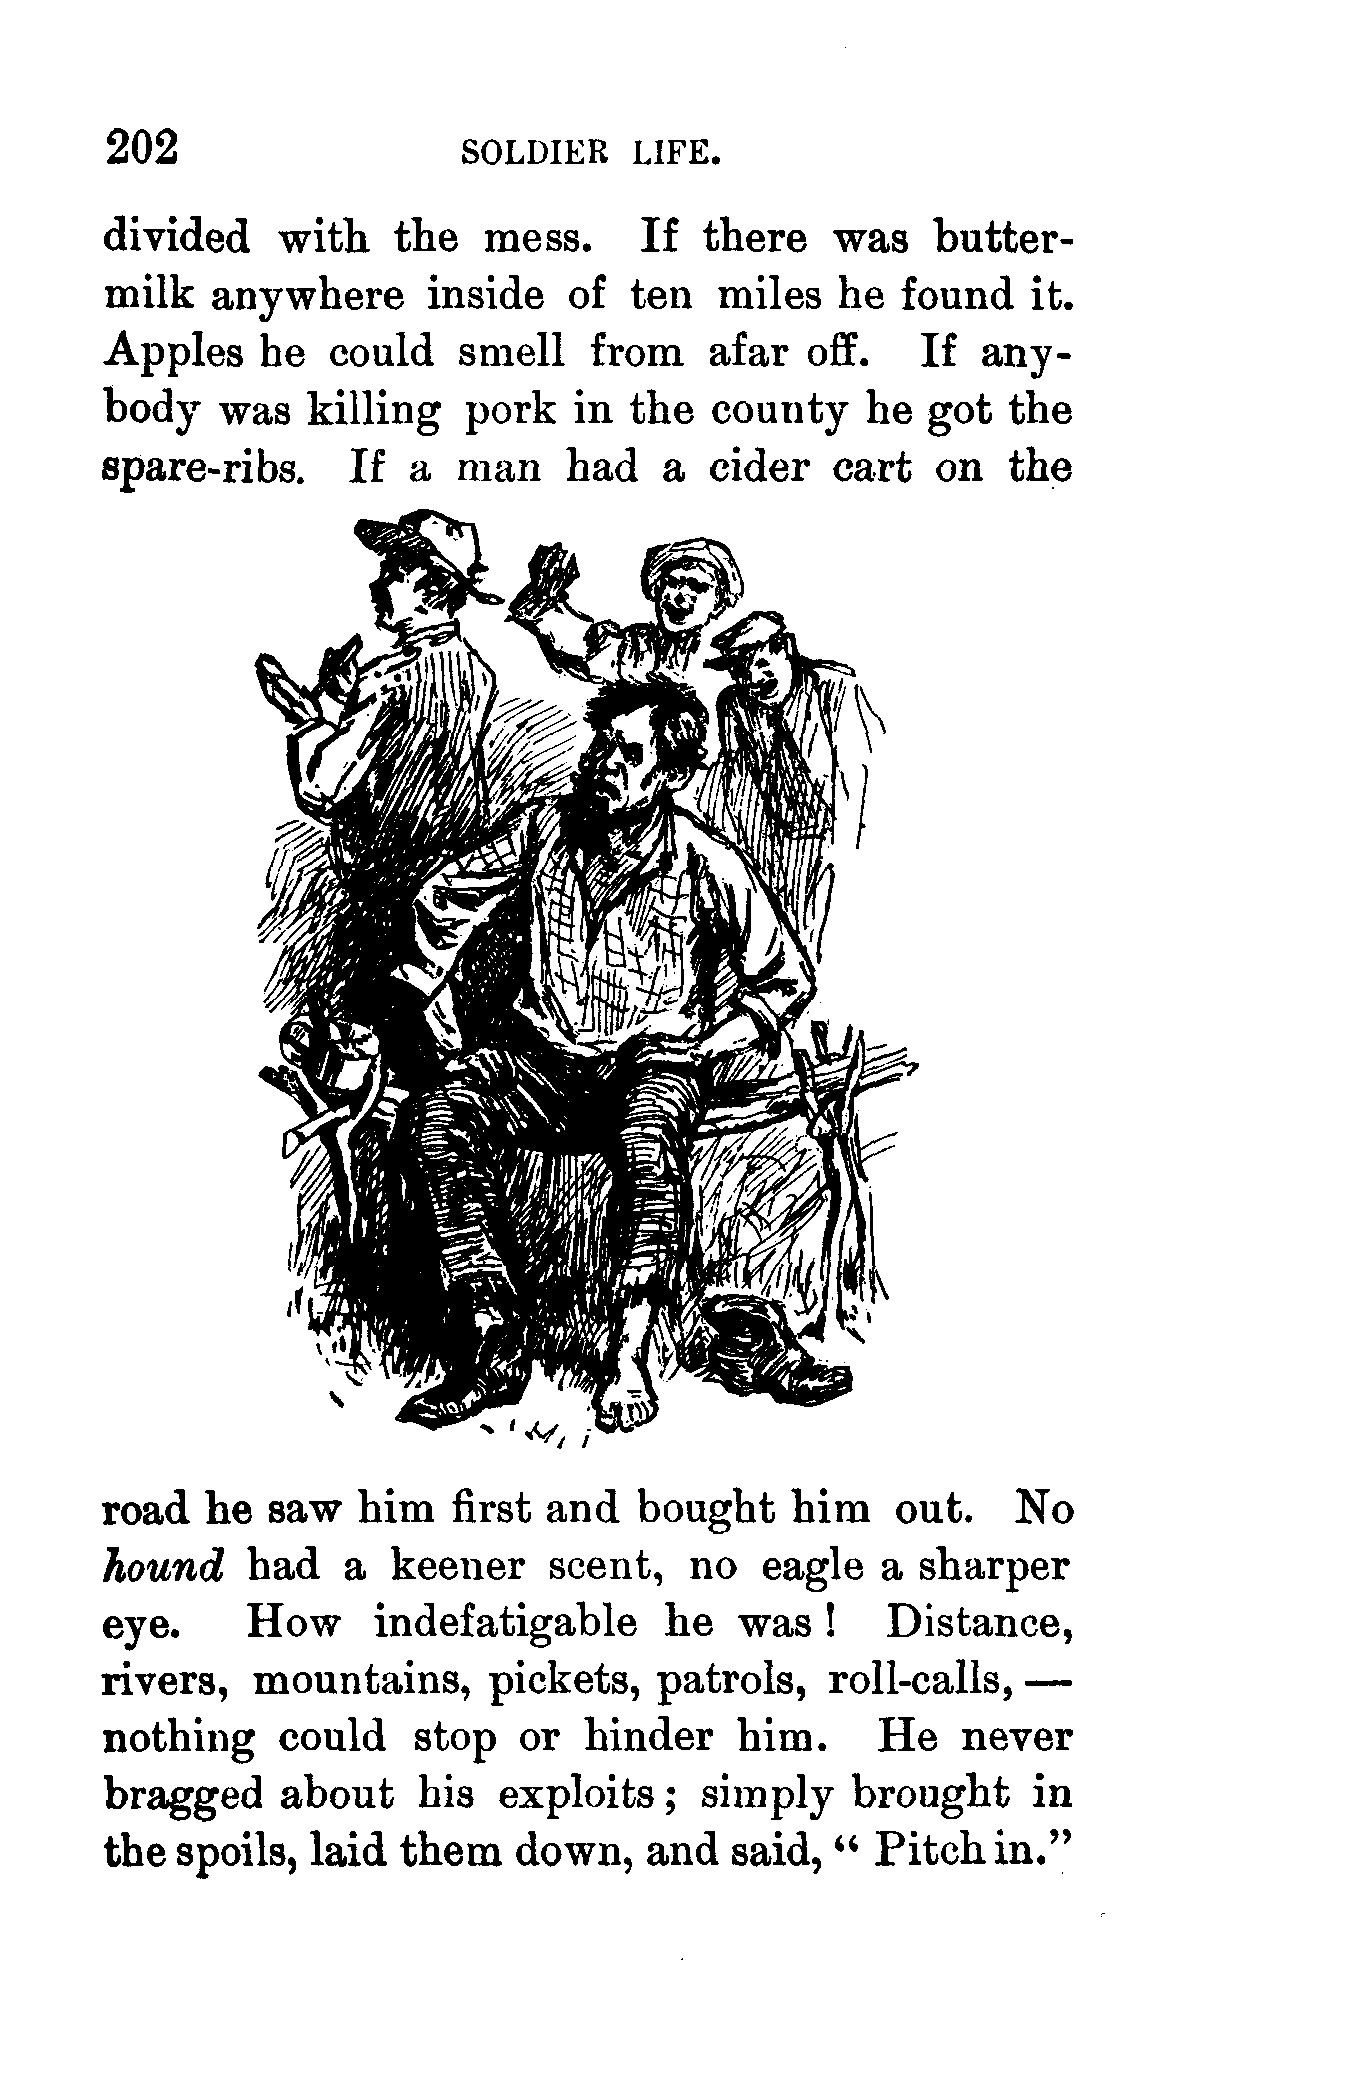 202 SOLDIER LIFE.
divided with the mess. If there was butter-
milk anywhere inside of ten miles he found it.
Apples he could smell from afar off. If any-
body was killing pork in the county he got the
spare-ribs. If a man had a cider cart on the
road he saw him first and bought him out. No
hound had a keener scent, no eagle a sharper
eye. How indefatigable he was! Distance,
rivers, mountains, pickets, patrols, roll-calls,—
nothing could stop or hinder him. He never
bragged about his exploits; simply brought in
the spoils, laid them down, and said, “Pitch in.”